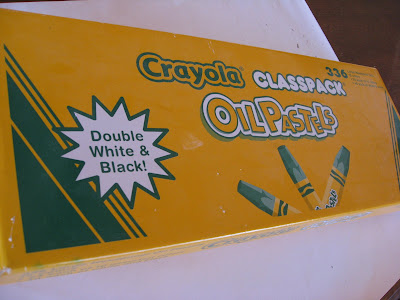 Crayola® CLASSPACK
336
OIL PASTELS
Double
White &
Black!